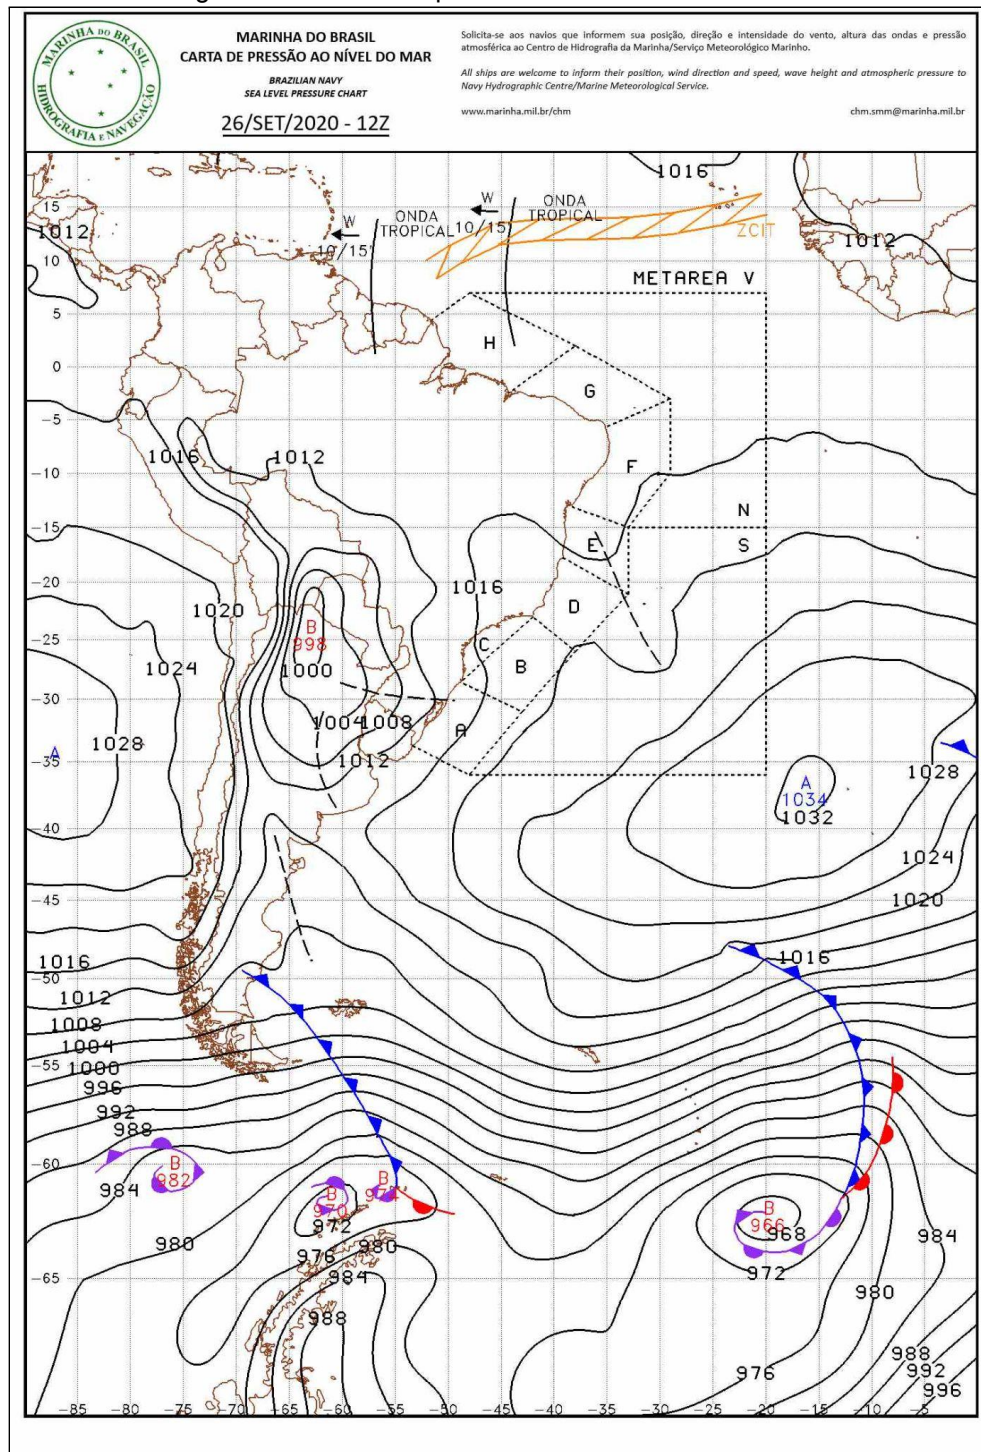 MARINHA DO BRASIL
HIDROGRAFIA E NAVEGAÇÃO
MARINHA DO BRASIL
CARTA DE PRESSÃO AO NÍVEL DO MAR
BRAZILIAN NAVY
SEA LEVEL PRESSURE CHART
26/SET/2020 - 12Z
Solicita-se aos navios que informem sua posição, direção e intensidade do vento, altura das ondas e pressão
atmosférica ao Centro de Hidrografia da Marinha/Serviço Meteorológico Marinho.
All ships are welcome to inform their position, wind direction and speed, wave height and atmospheric pressure to
Navy Hydrographic Centre/Marine Meteorological Service.
www.marinha.mil.br/chm
chm.smm@marinha.mil.br
1016
15
W
ONDA
TROPICAL
10/15
W
ONDA
TROPICAL
10/15
ZCIT
1012
1012
10
METAREA V
5
H
0
G
-5
1016
1012
F
-10
N
-15
E
S
1016
-20
1020
D
B
998
-25
C
1024
B
1000
-30
1004
1008
A
1028
A
-35
1012
1028
A
1034
1032
-40
1024
-45
1020
1016
1016
-50
1012
1008
1004
-55
1000
996
992
988
-60
B
982
984
B
970
B
974
972
B
966
968
984
980
976
980
972
-65
984
980
988
976
988
992
996
-85
-80
-75
-70
-65
-60
-55
-50
-45
-40
-35
-30
-25
-20
-15
-10
-5